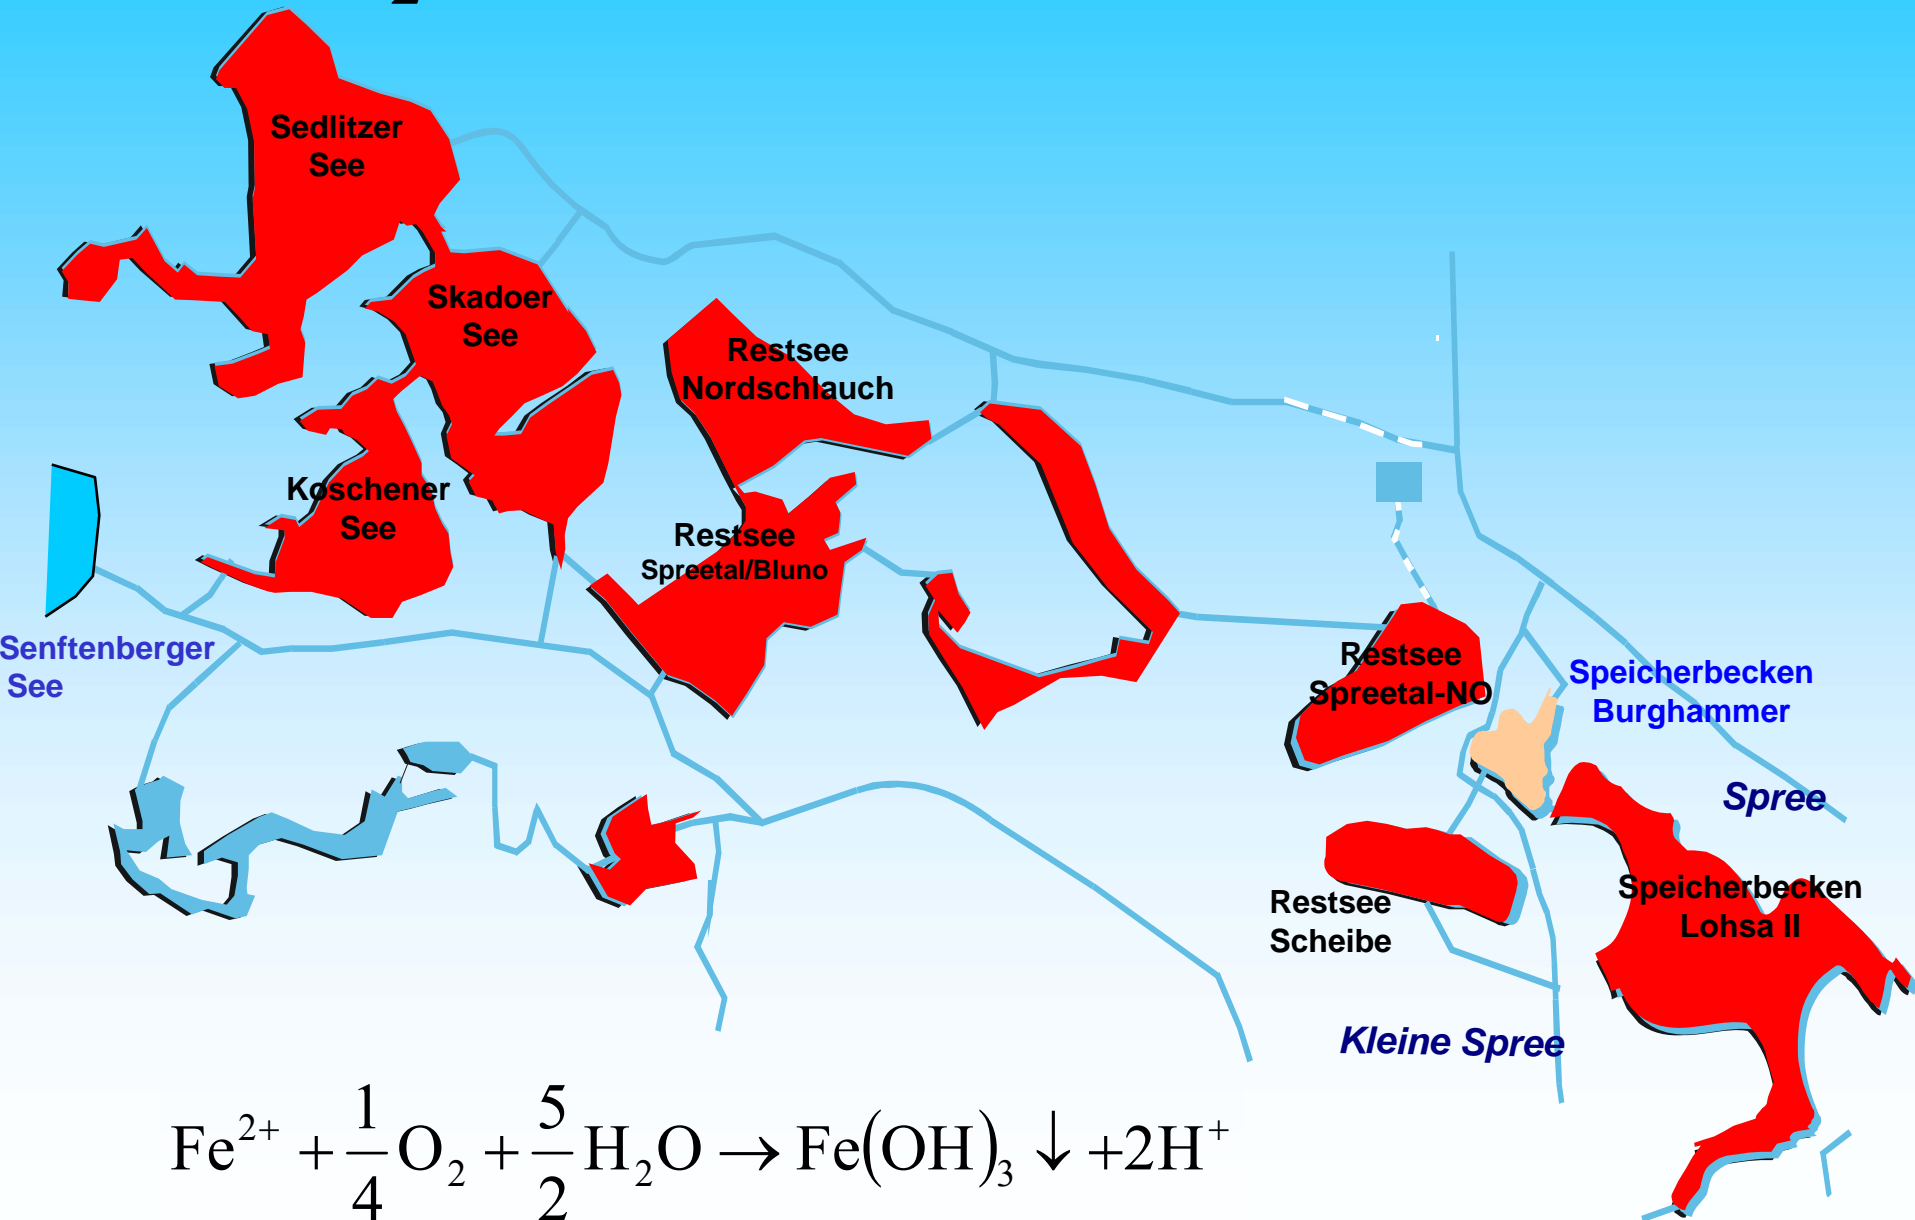 2
Sedlitzer
See
Skadoer
See
Restsee
Nordschlauch
Koschener
See
Restsee
Spreetal/Bluno
Senftenberger
See
Restsee
Spreetal-NO
Speicherbecken
Burghammer
Spree
Restsee
Scheibe
Speicherbecken
Lohsa II
Kleine Spree
Fe²⁺ + 1/4 O₂ + 5/2 H₂O → Fe(OH)₃ ↓ +2H⁺